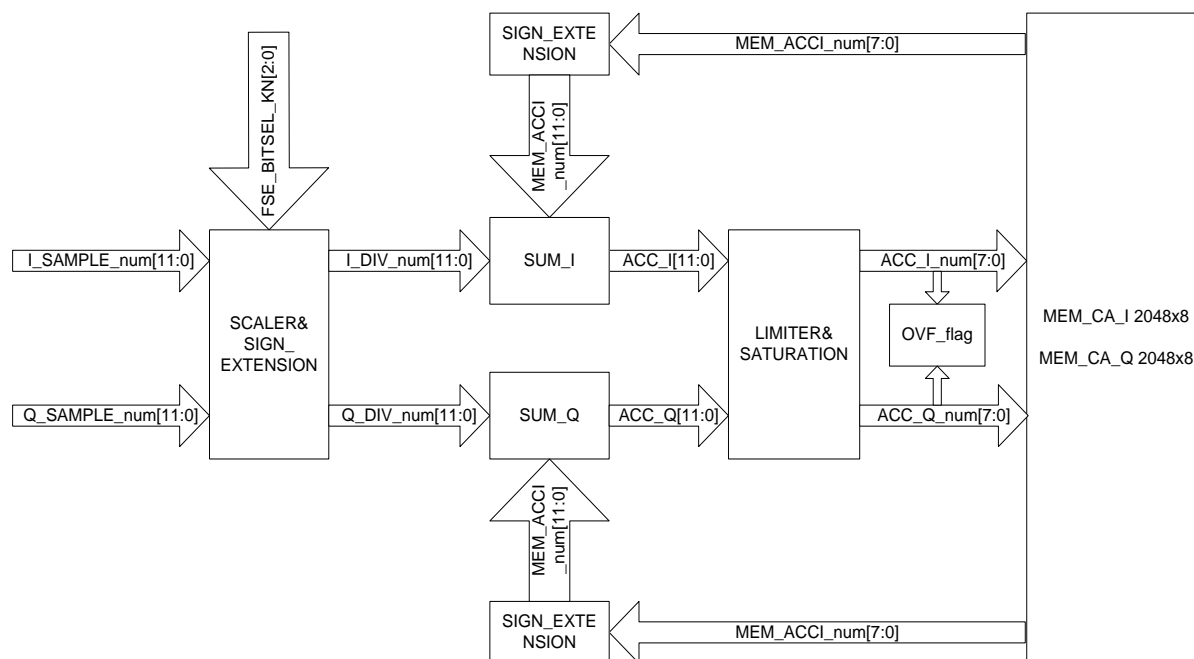 SIGN_EXTE
NSION
MEM_ACCI_num[7:0]
FSE_BITSEL_KN[2:0]
MEM_ACCI
_num[11:0]
I_SAMPLE_num[11:0]
I_DIV_num[11:0]
SUM_I
ACC_I[11:0]
ACC_I_num[7:0]
SCALER&
SIGN_
EXTENSION
LIMITER&
SATURATION
OVF_flag
MEM_CA_I 2048x8
MEM_CA_Q 2048x8
Q_SAMPLE_num[11:0]
Q_DIV_num[11:0]
SUM_Q
ACC_Q[11:0]
ACC_Q_num[7:0]
MEM_ACCI
_num[11:0]
SIGN_EXTE
NSION
MEM_ACCI_num[7:0]